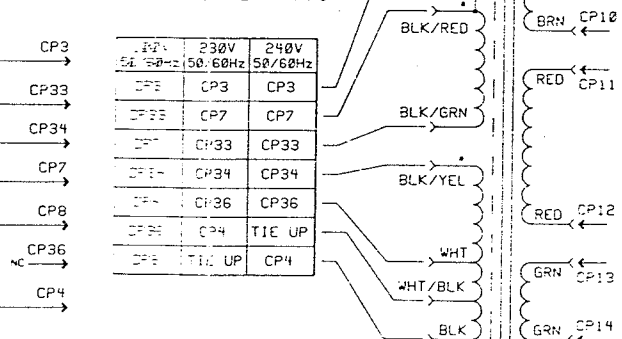 CP3
CP33
CP34
CP7
CP8
CP36
NC
CP4
230V 240V
50/60Hz 50/60Hz
CP3 CP3
CP7 CP7
CP33 CP33
CP34 CP34
CP36 CP36
CP4 TIE UP
TIE UP CP4
BLK/RED
BLK/GRN
BLK/YEL
WHT
WHT/BLK
BLK
BRN CP10
RED CP11
RED CP12
GRN CP13
GRN CP14